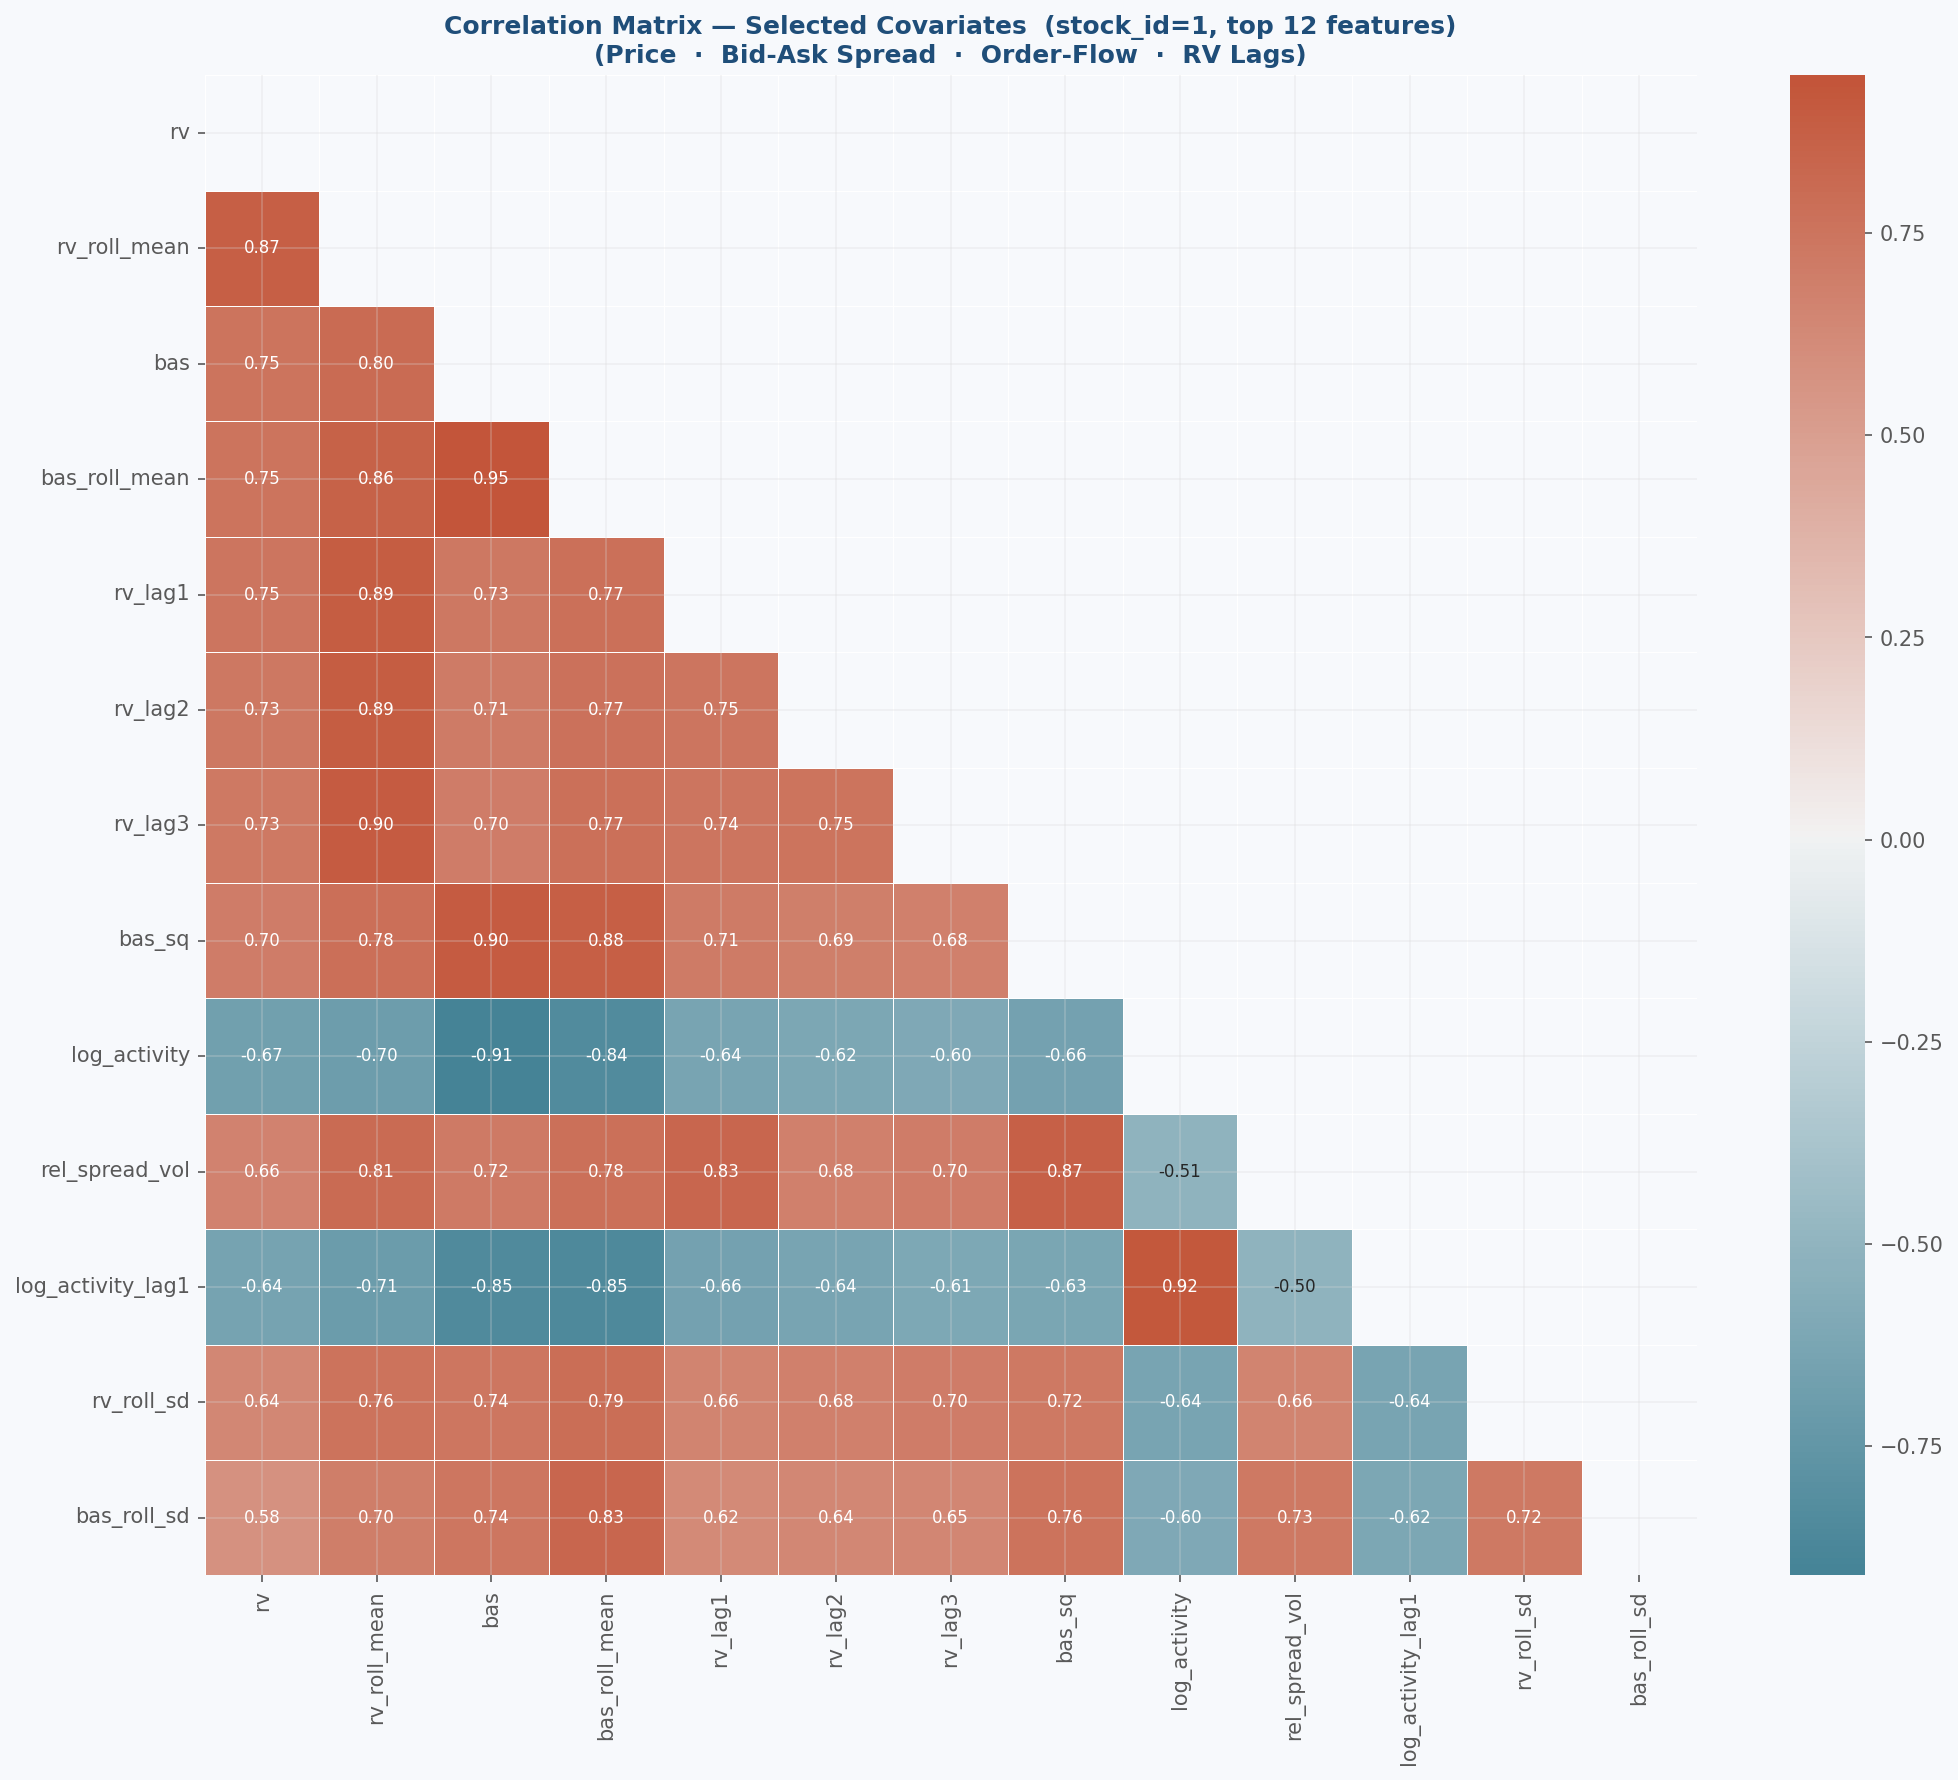 Correlation Matrix — Selected Covariates (stock_id=1, top 12 features)
(Price · Bid-Ask Spread · Order-Flow · RV Lags)
rv
rv_roll_mean 0.87
bas 0.75 0.80
bas_roll_mean 0.75 0.86 0.95
rv_lag1 0.75 0.89 0.73 0.77
rv_lag2 0.73 0.89 0.71 0.77 0.75
rv_lag3 0.73 0.90 0.70 0.77 0.74 0.75
bas_sq 0.70 0.78 0.90 0.88 0.71 0.69 0.68
log_activity -0.67 -0.70 -0.91 -0.84 -0.64 -0.62 -0.60 -0.66
rel_spread_vol 0.66 0.81 0.72 0.78 0.83 0.68 0.70 0.87 -0.51
log_activity_lag1 -0.64 -0.71 -0.85 -0.85 -0.66 -0.64 -0.61 -0.63 0.92 -0.50
rv_roll_sd 0.64 0.76 0.74 0.79 0.66 0.68 0.70 0.72 -0.64 0.66 -0.64
bas_roll_sd 0.58 0.70 0.74 0.83 0.62 0.64 0.65 0.76 -0.60 0.73 -0.62 0.72
rv
rv_roll_mean
bas
bas_roll_mean
rv_lag1
rv_lag2
rv_lag3
bas_sq
log_activity
rel_spread_vol
log_activity_lag1
rv_roll_sd
bas_roll_sd
0.75
0.50
0.25
0.00
−0.25
−0.50
−0.75